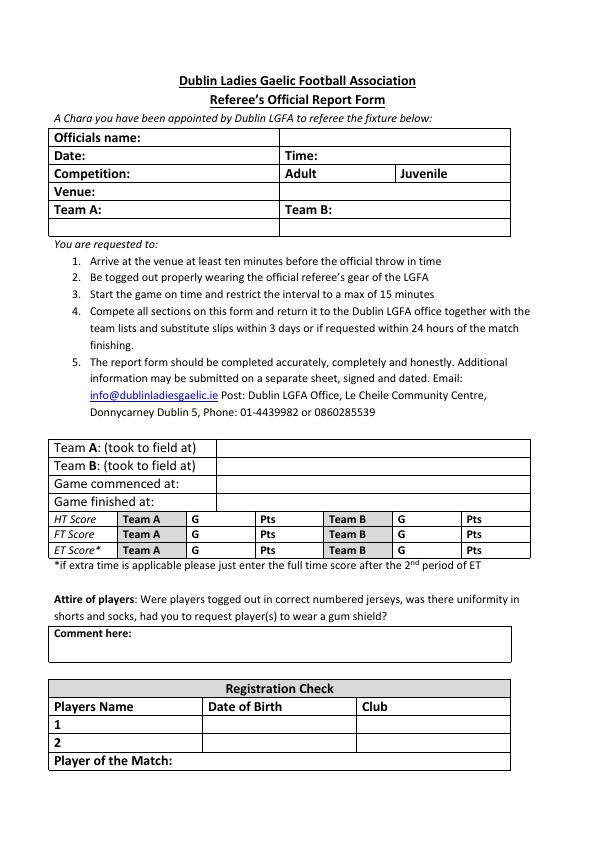 Dublin Ladies Gaelic Football Association
Referee's Official Report Form
A Chara you have been appointed by Dublin LGFA to referee the fixture below:
Officials name:
Date: Time:
Competition: Adult Juvenile
Venue:
Team A: Team B:
You are requested to:
1. Arrive at the venue at least ten minutes before the official throw in time
2. Be togged out properly wearing the official referee's gear of the LGFA
3. Start the game on time and restrict the interval to a max of 15 minutes
4. Compete all sections on this form and return it to the Dublin LGFA office together with the
team lists and substitute slips within 3 days or if requested within 24 hours of the match
finishing.
5. The report form should be completed accurately, completely and honestly. Additional
information may be submitted on a separate sheet, signed and dated. Email:
info@dublinladiesgaelic.ie Post: Dublin LGFA Office, Le Cheile Community Centre,
Donnycarney Dublin 5, Phone: 01-4439982 or 0860285539
Team A: (took to field at)
Team B: (took to field at)
Game commenced at:
Game finished at:
HT Score Team A G Pts Team B G Pts
FT Score Team A G Pts Team B G Pts
ET Score* Team A G Pts Team B G Pts
*if extra time is applicable please just enter the full time score after the 2nd period of ET
Attire of players: Were players togged out in correct numbered jerseys, was there uniformity in
shorts and socks, had you to request player(s) to wear a gum shield?
Comment here:
Registration Check
Players Name Date of Birth Club
1
2
Player of the Match: